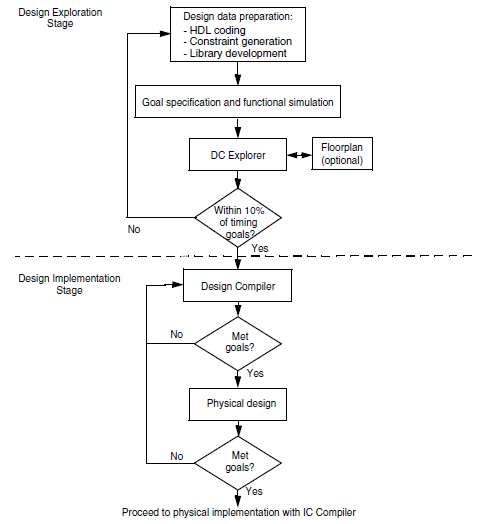 Design Exploration
Stage
Design data preparation:
- HDL coding
- Constraint generation
- Library development
Goal specification and functional simulation
DC Explorer
Floorplan
(optional)
Within 10%
of timing
goals?
No
Yes
Design Implementation
Stage
Design Compiler
No
Met
goals?
Yes
Physical design
No
Met
goals?
Yes
Proceed to physical implementation with IC Compiler